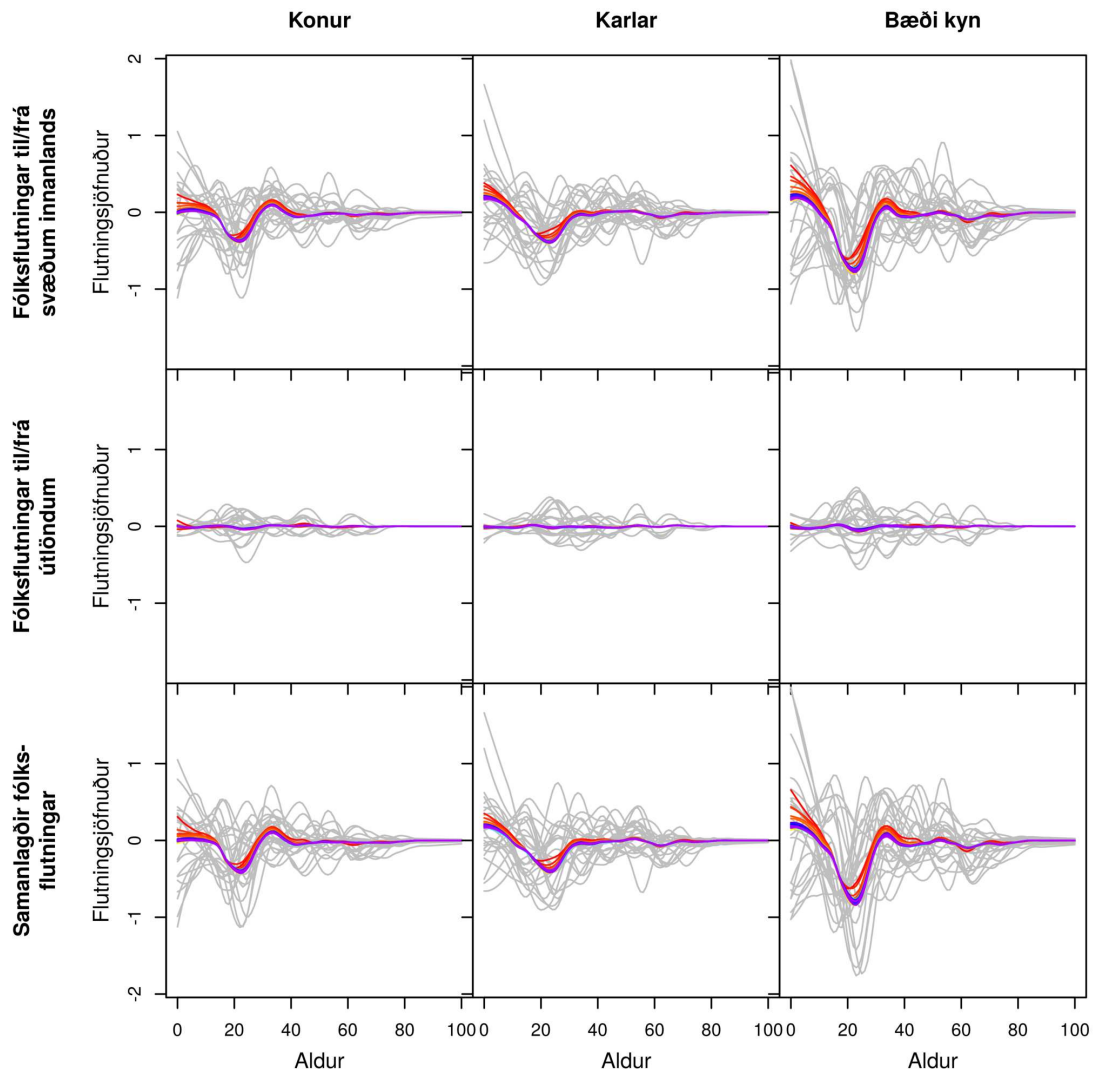 Konur
Karlar
Bæði kyn
Fólksflutningar til/frá
svæðum innanlands
Flutningsjöfnuður
2
1
0
-1
Fólksflutningar til/frá
útlöndum
Flutningsjöfnuður
1
0
-1
Samanlagðir fólks-
flutningar
Flutningsjöfnuður
1
0
-1
-2
0 20 40 60 80 100 0 20 40 60 80 100 0 20 40 60 80 100
Aldur
Aldur
Aldur